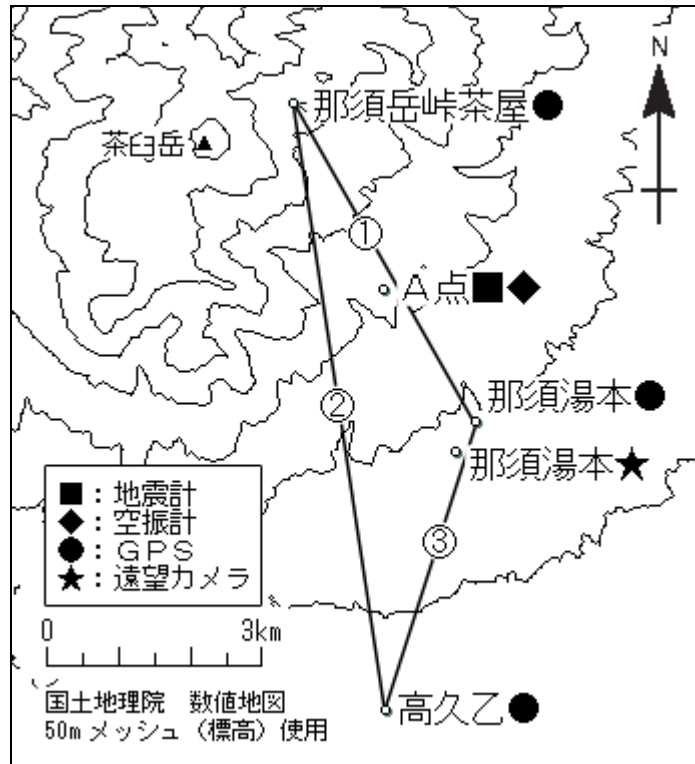 N
那須岳峠茶屋●
茶臼岳▲
①
A点■◆
②
那須湯本●
那須湯本★
③
■：地震計
◆：空振計
●：GPS
★：遠望カメラ
0 3km
国土地理院 数値地図
50mメッシュ（標高）使用
高久乙●